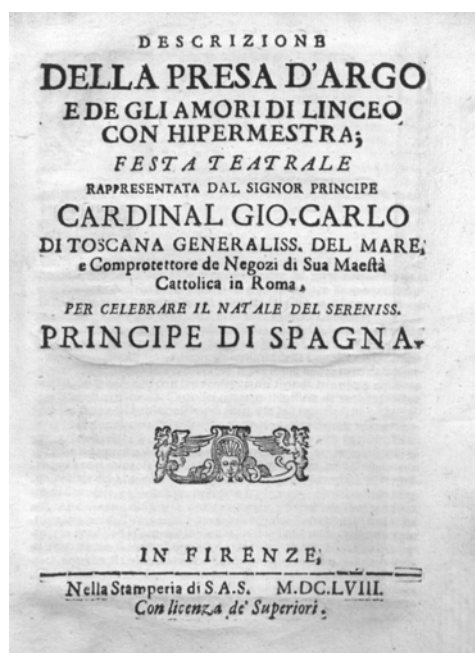 DESCRIZIONE
DELLA PRESA D'ARGO
E DE GLI AMORI DI LINCEO
CON HIPERMESTRA;
FESTA TEATRALE
RAPPRESENTATA DAL SIGNOR PRINCIPE
CARDINAL GIO. CARLO
DI TOSCANA GENERALISS. DEL MARE,
e Comprotettore de Negozi di Sua Maestà
Cattolica in Roma,
PER CELEBRARE IL NATALE DEL SERENISS.
PRINCIPE DI SPAGNA.
IN FIRENZE,
Nella Stamperia di S.A.S. M.DC.LVIII.
Con licenza de' Superiori.